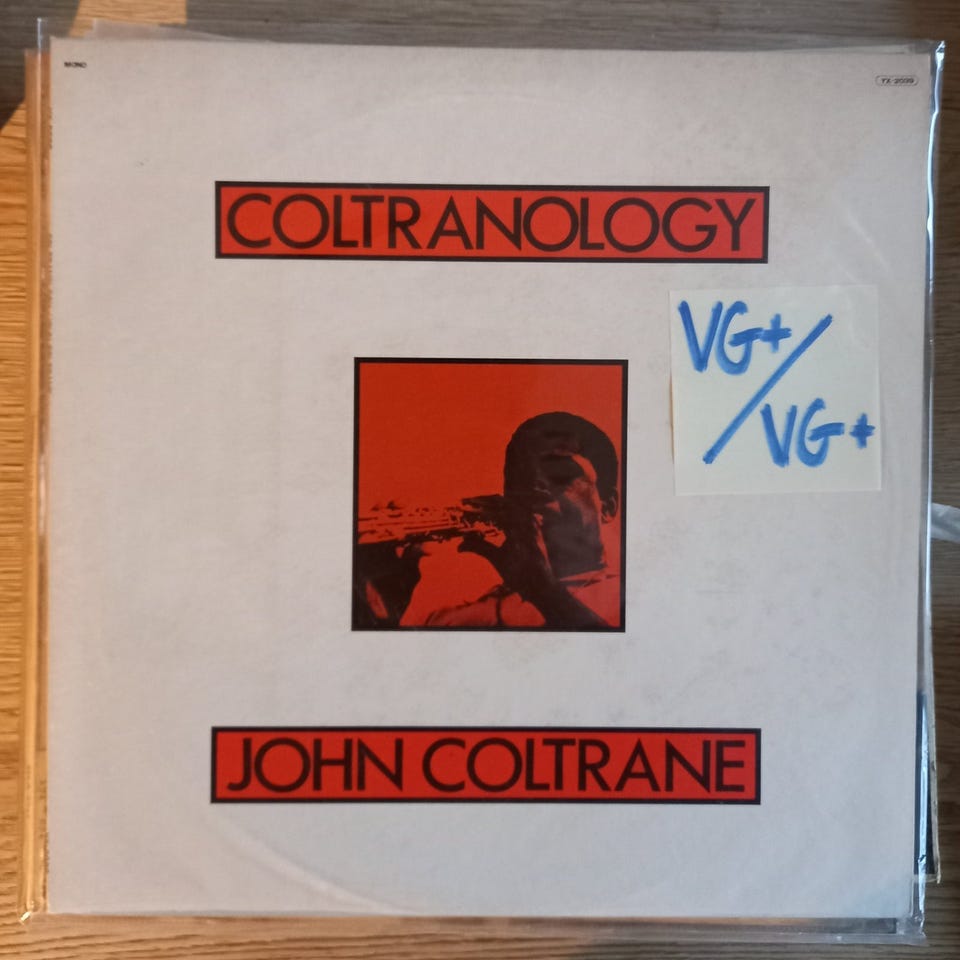 MONO
YX-2039
COLTRANOLOGY
VG+/
VG+
JOHN COLTRANE